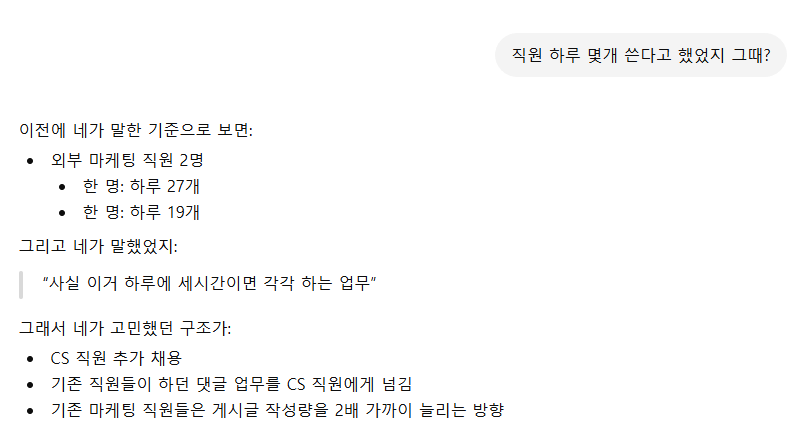 직원 하루 몇개 쓴다고 했었지 그때?
이전에 네가 말한 기준으로 보면:
• 외부 마케팅 직원 2명
• 한 명: 하루 27개
• 한 명: 하루 19개
그리고 네가 말했었지:
“사실 이거 하루에 세시간이면 각각 하는 업무”
그래서 네가 고민했던 구조가:
• CS 직원 추가 채용
• 기존 직원들이 하던 댓글 업무를 CS 직원에게 넘김
• 기존 마케팅 직원들은 게시글 작성량을 2배 가까이 늘리는 방향